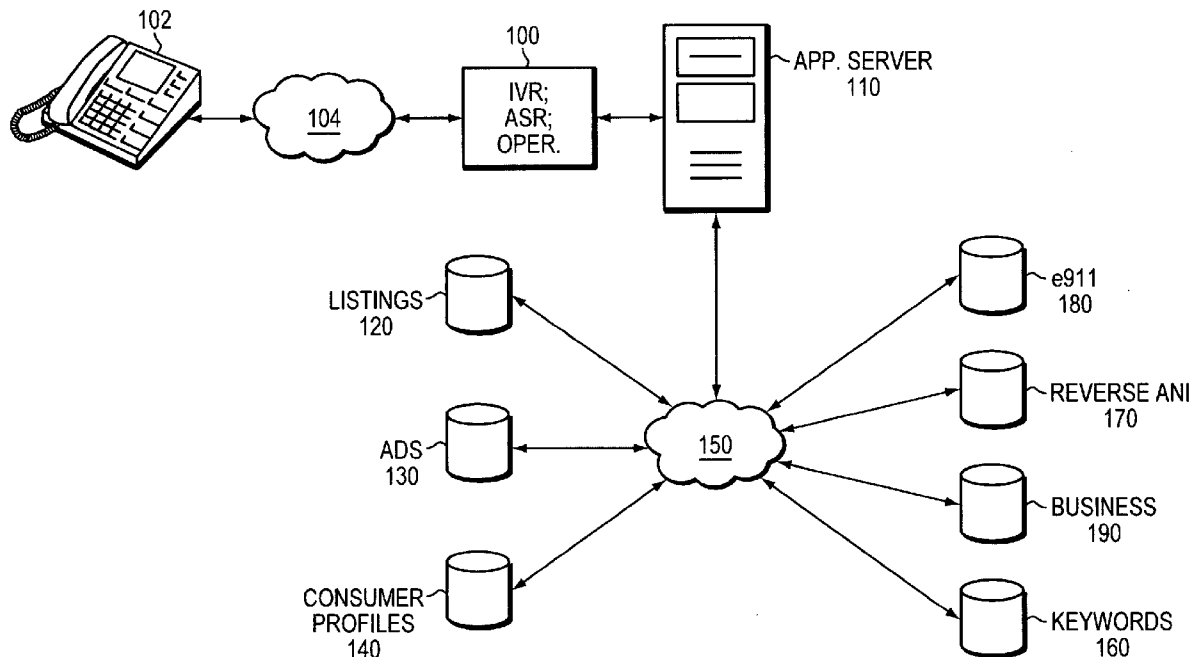 102
104
100
IVR;
ASR;
OPER.
APP. SERVER
110
LISTINGS
120
ADS
130
CONSUMER
PROFILES
140
150
e911
180
REVERSE ANI
170
BUSINESS
190
KEYWORDS
160